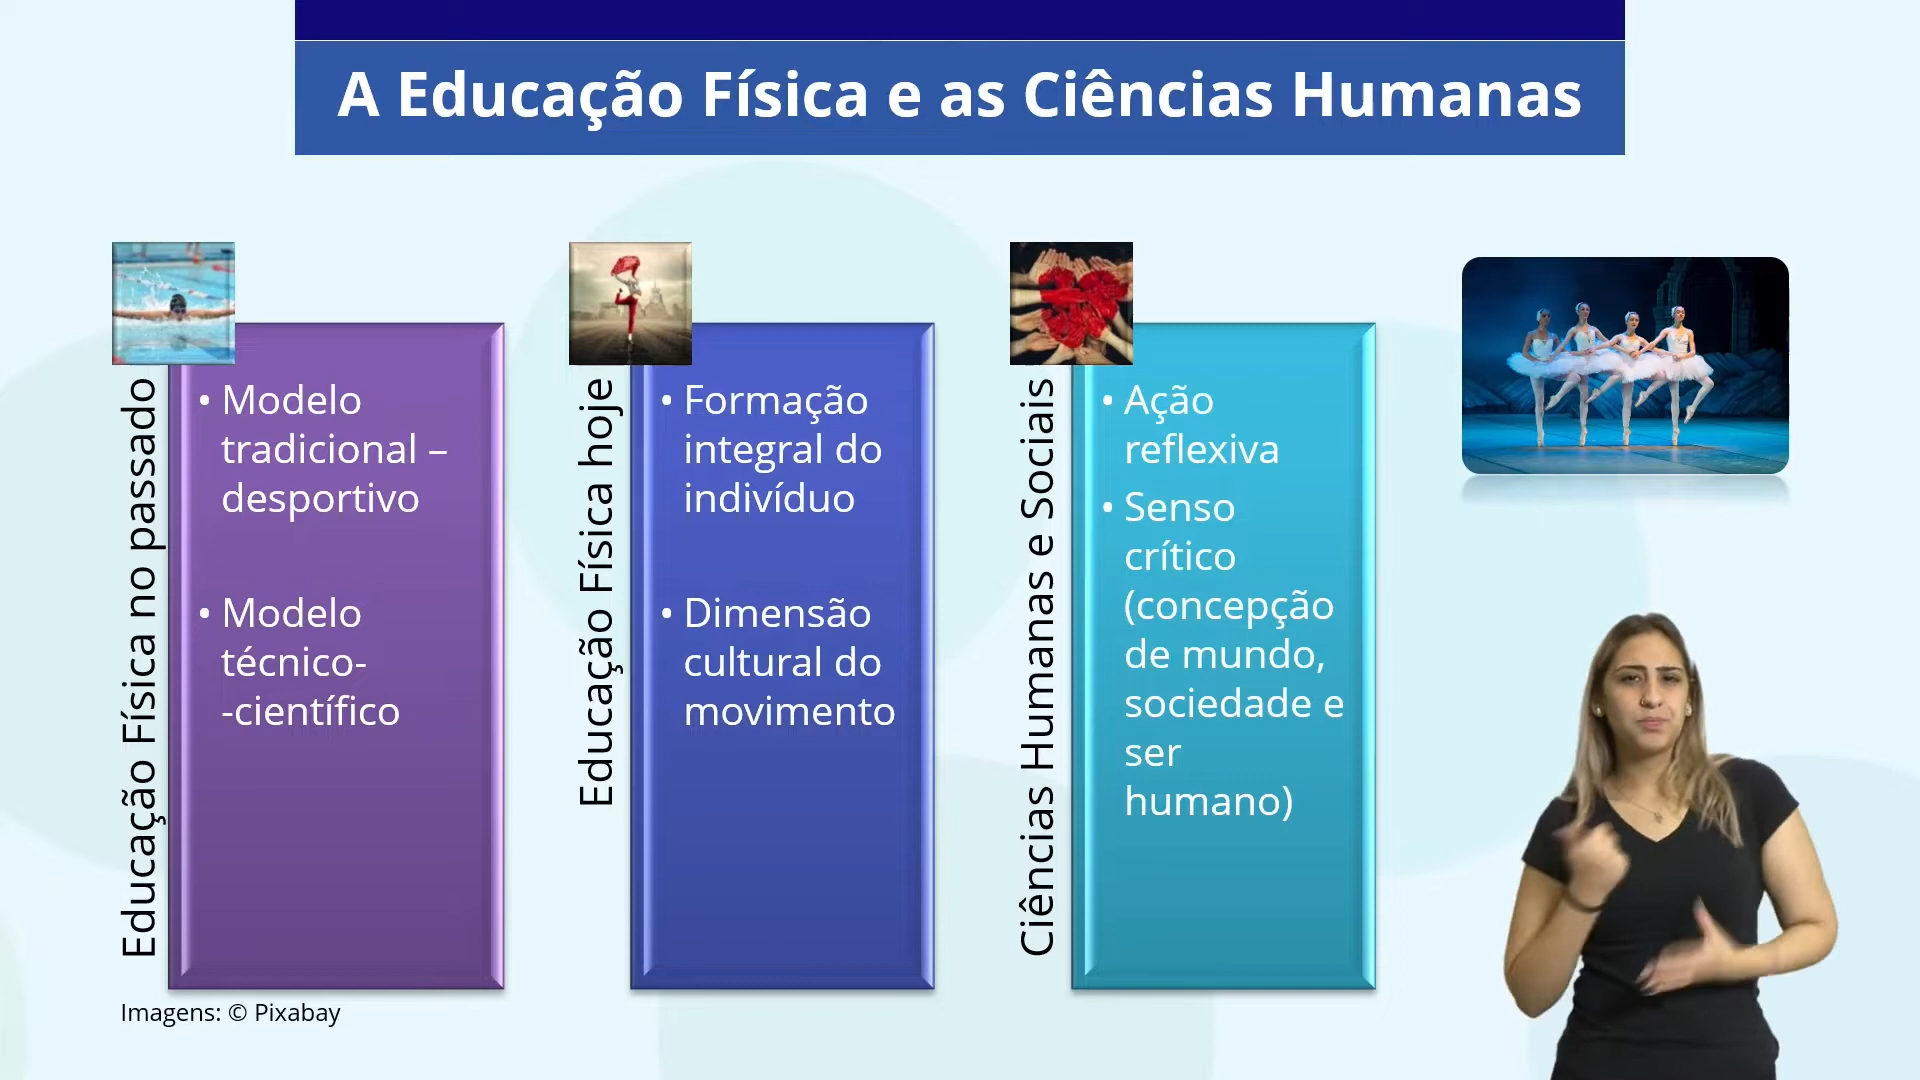 A Educação Física e as Ciências Humanas
Educação Física no passado
• Modelo
tradicional –
desportivo
• Modelo
técnico-
-científico
Educação Física hoje
• Formação
integral do
indivíduo
• Dimensão
cultural do
movimento
Ciências Humanas e Sociais
• Ação
reflexiva
• Senso
crítico
(concepção
de mundo,
sociedade e
ser
humano)
Imagens: © Pixabay